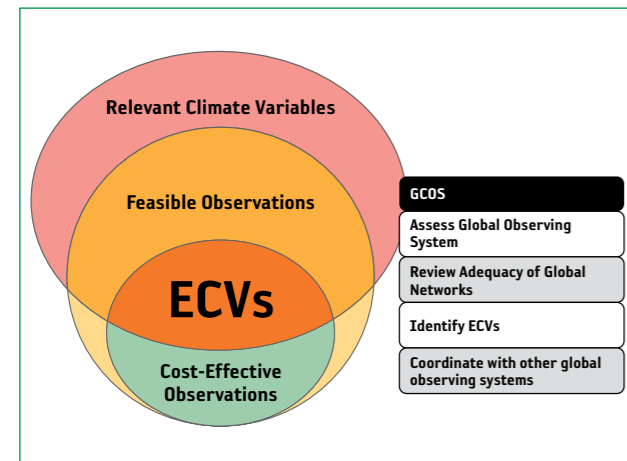 Relevant Climate Variables
Feasible Observations
ECVs
Cost-Effective
Observations
GCOS
Assess Global Observing
System
Review Adequacy of Global
Networks
Identify ECVs
Coordinate with other global
observing systems